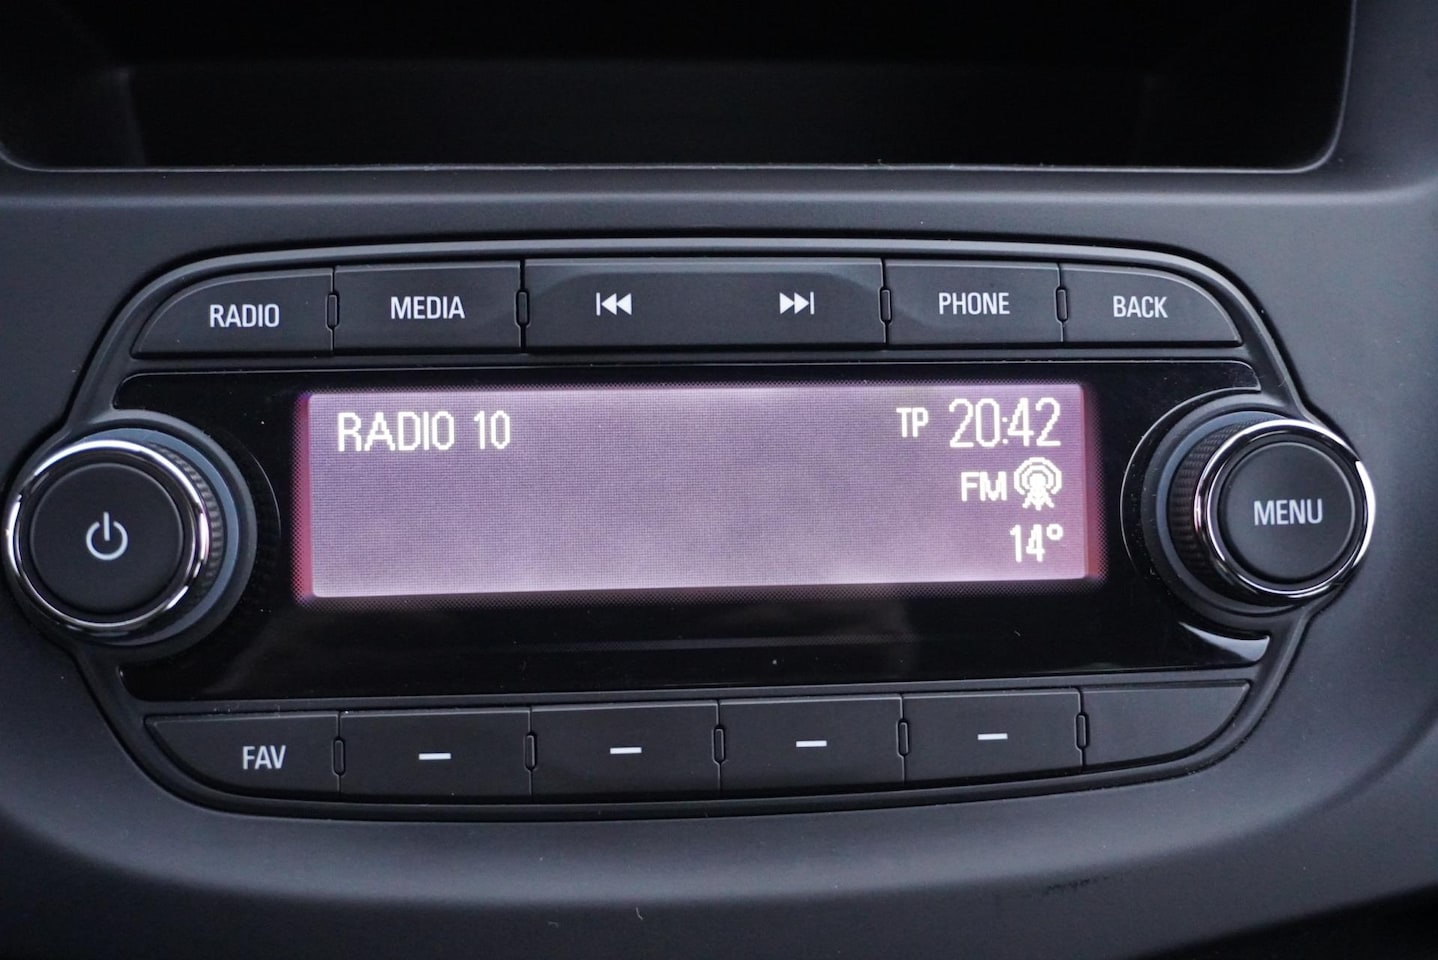 RADIO MEDIA PHONE BACK
RADIO 10 TP 20:42
FM
14°
MENU
FAV